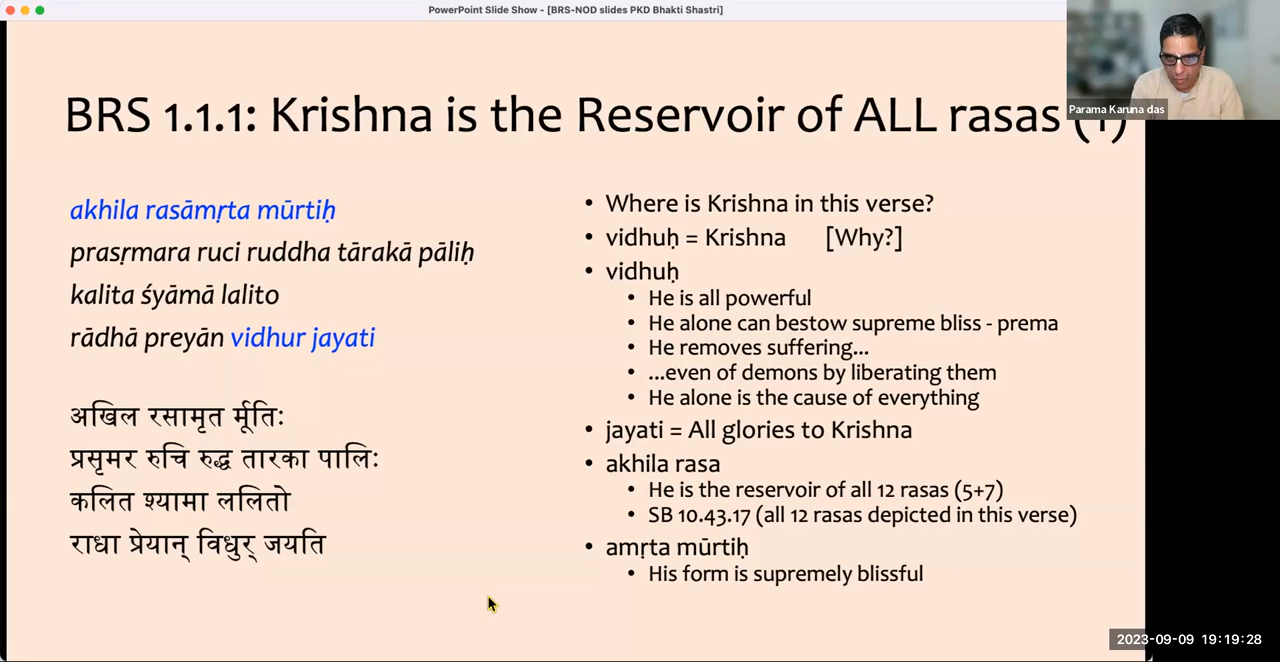 PowerPoint Slide Show - [BRS-NOD slides PKD Bhakti Shastri]
Parama Karuna das
BRS 1.1.1: Krishna is the Reservoir of ALL rasas (1)
akhila rasāmṛta mūrtiḥ
prasṛmara ruci ruddha tārakā pāliḥ
kalita śyāmā lalito
rādhā preyān vidhur jayati
अखिल रसामृत र्मूतिः
प्रसृमर रुचि रुद्ध तारका पालिः
कलित श्यामा ललितो
राधा प्रेयान् विधुर् जयति
• Where is Krishna in this verse?
• vidhuḥ = Krishna [Why?]
• vidhuḥ
• He is all powerful
• He alone can bestow supreme bliss - prema
• He removes suffering...
• ...even of demons by liberating them
• He alone is the cause of everything
• jayati = All glories to Krishna
• akhila rasa
• He is the reservoir of all 12 rasas (5+7)
• SB 10.43.17 (all 12 rasas depicted in this verse)
• amṛta mūrtiḥ
• His form is supremely blissful
2023-09-09 19:19:28